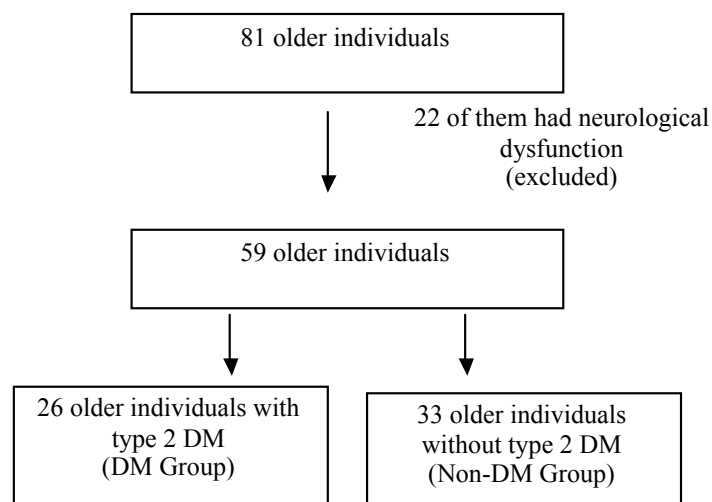 81 older individuals
22 of them had neurological
dysfunction
(excluded)
59 older individuals
26 older individuals with
type 2 DM
(DM Group)
33 older individuals
without type 2 DM
(Non-DM Group)